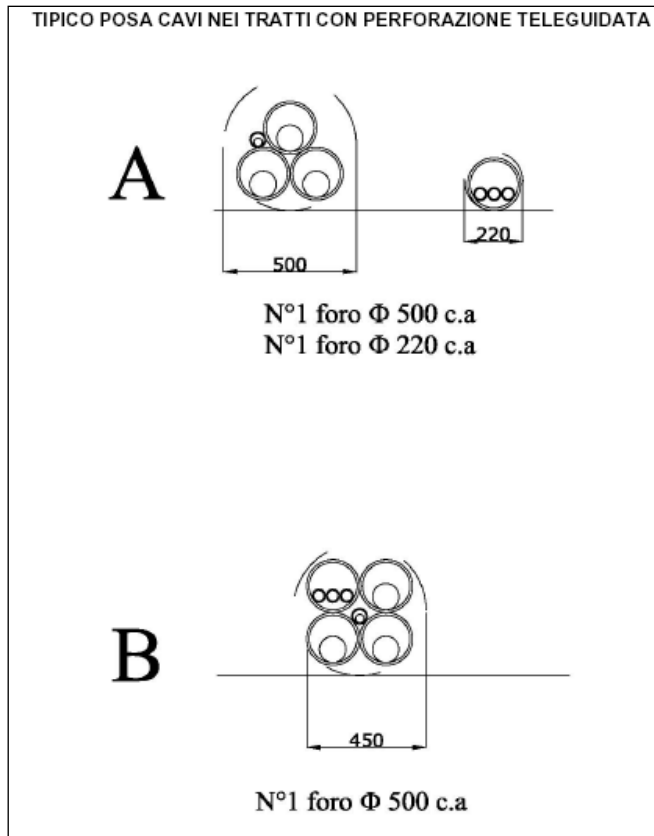 TIPICO POSA CAVI NEI TRATTI CON PERFORAZIONE TELEGUIDATA
A
500
220
N°1 foro Φ 500 c.a
N°1 foro Φ 220 c.a
B
450
N°1 foro Φ 500 c.a